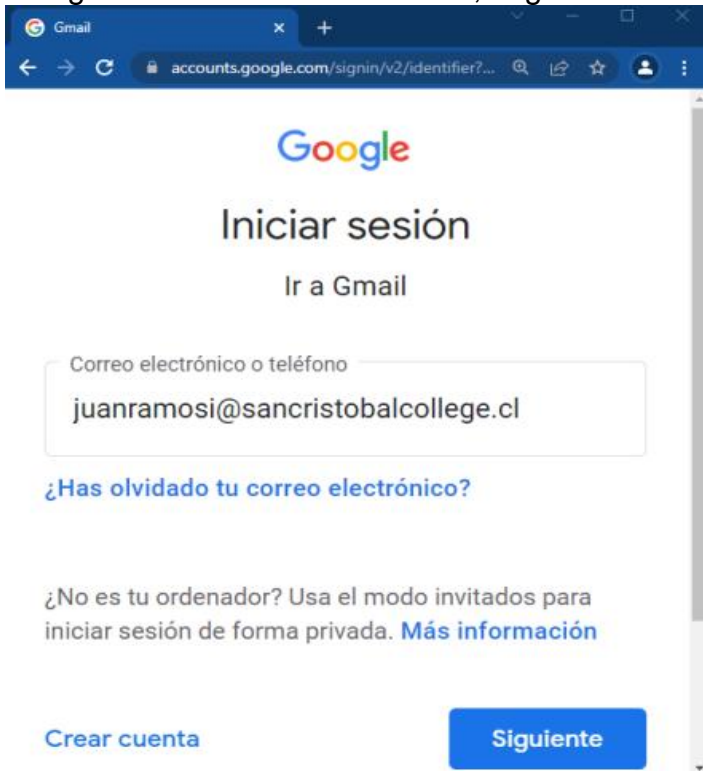 Gmail
accounts.google.com/signin/v2/identifier?...
Google
Iniciar sesión
Ir a Gmail
Correo electrónico o teléfono
juanramosi@sancristobalcollege.cl
¿Has olvidado tu correo electrónico?
¿No es tu ordenador? Usa el modo invitados para
iniciar sesión de forma privada. Más información
Crear cuenta Siguiente